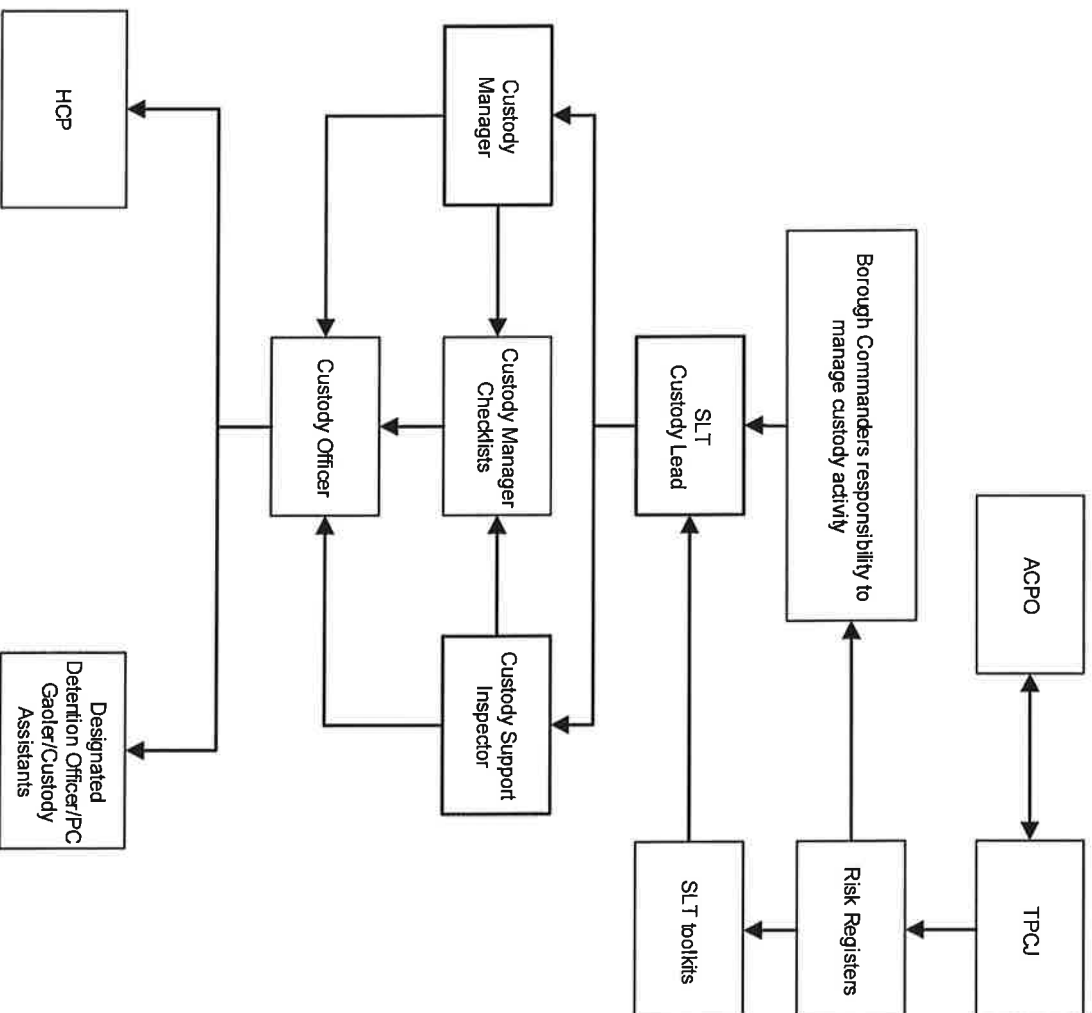 ACPO
TPCJ
Borough Commanders responsibility to
manage custody activity
Risk Registers
SLT
Custody Lead
SLT toolkits
Custody
Manager
Custody Manager
Checklists
Custody Support
Inspector
Custody Officer
HCP
Designated
Detention Officer/PC
Gaoler/Custody
Assistants